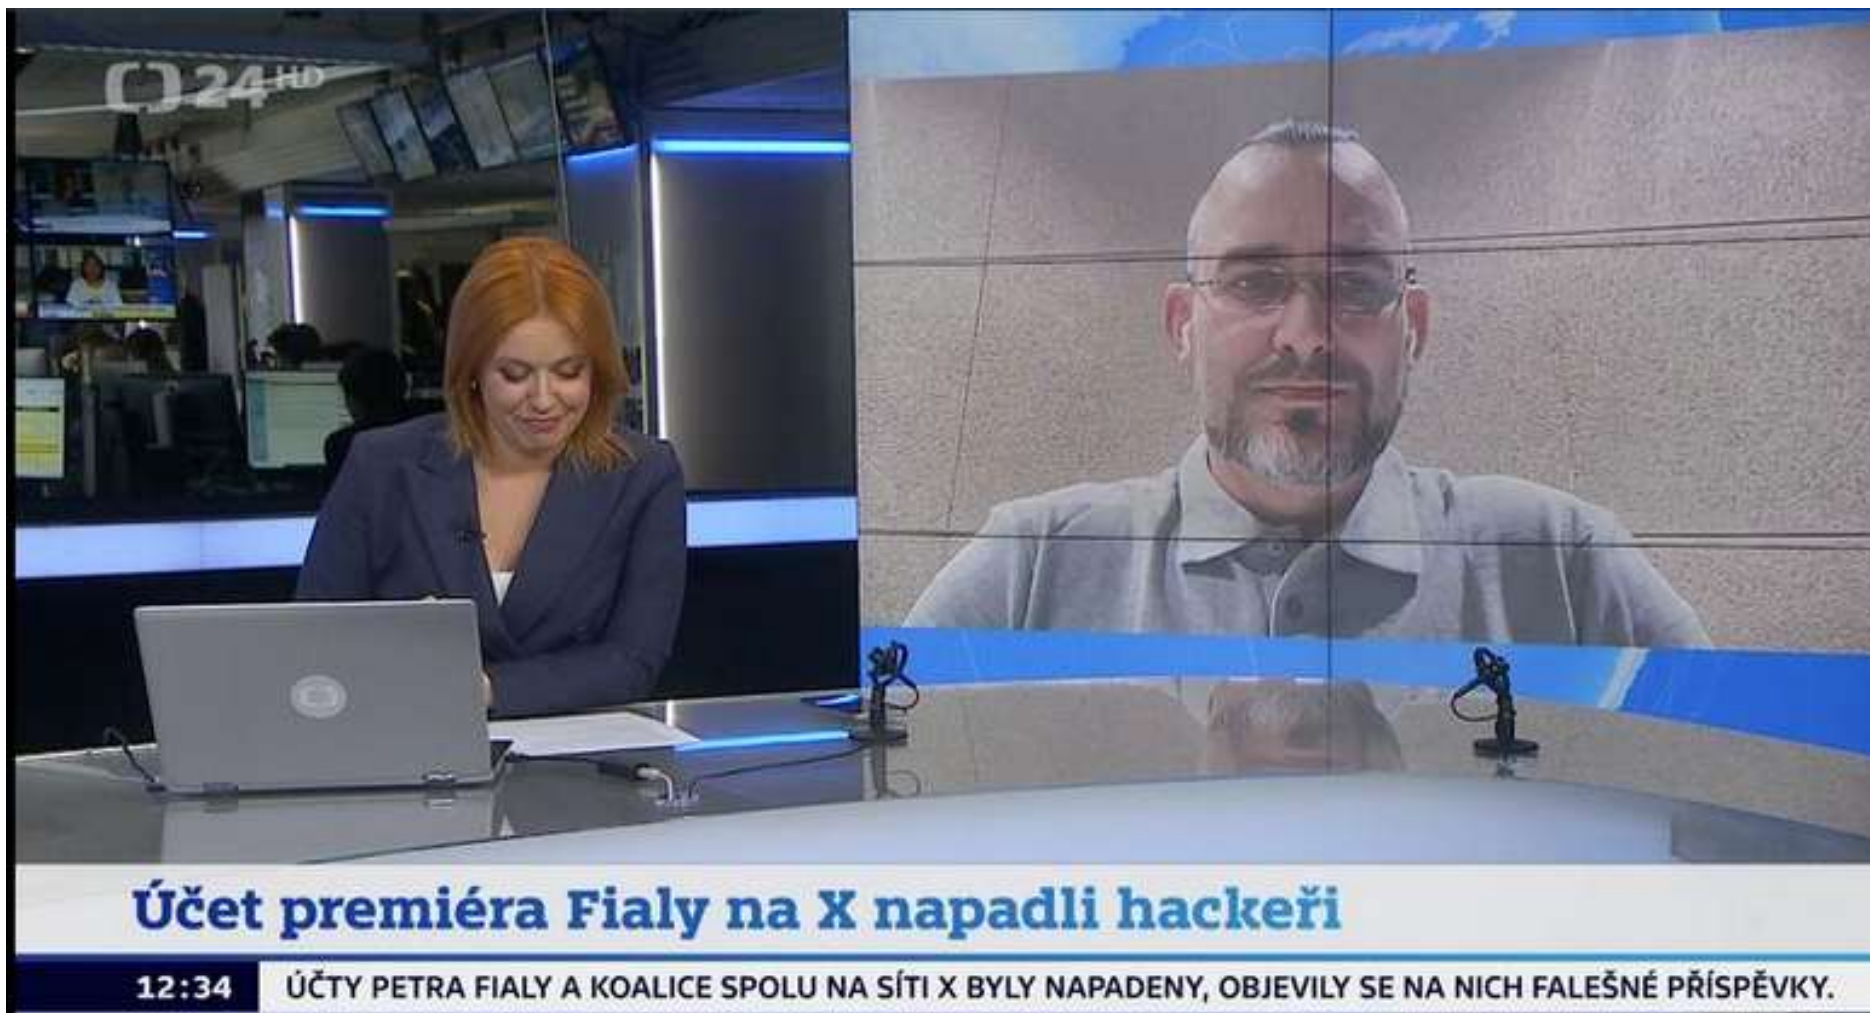 24 HD
Účet premiéra Fialy na X napadli hackeři
12:34 ÚČTY PETRA FIALY A KOALICE SPOLU NA SÍTI X BYLY NAPADENY, OBJEVILY SE NA NICH FALEŠNÉ PŘÍSPĚVKY.